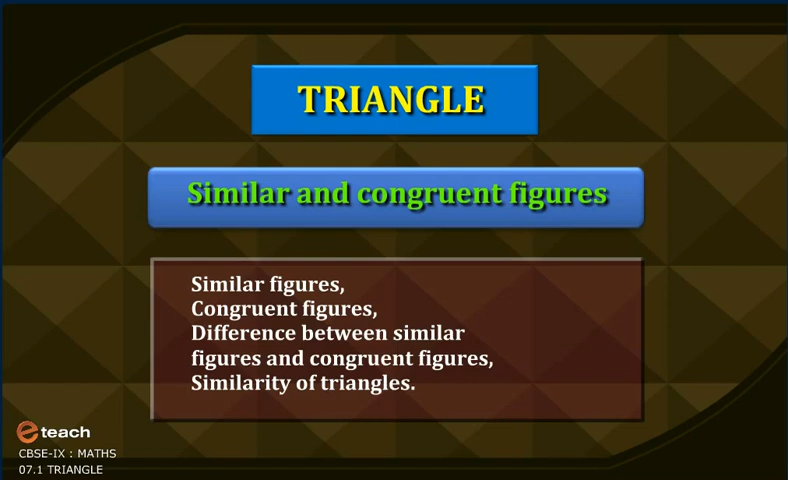 TRIANGLE
Similar and congruent figures
Similar figures,
Congruent figures,
Difference between similar
figures and congruent figures,
Similarity of triangles.
e teach
CBSE-IX : MATHS
07.1 TRIANGLE